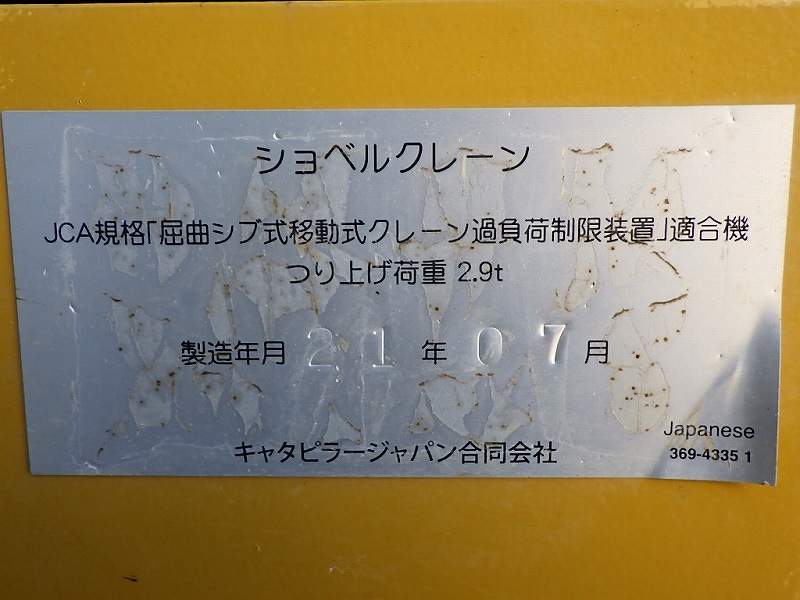 ショベルクレーン
JCA規格「屈曲ジブ式移動式クレーン過負荷制限装置」適合機
つり上げ荷重 2.9t
製造年月 21 年 07 月
キャタピラージャパン合同会社
Japanese
369-4335 1